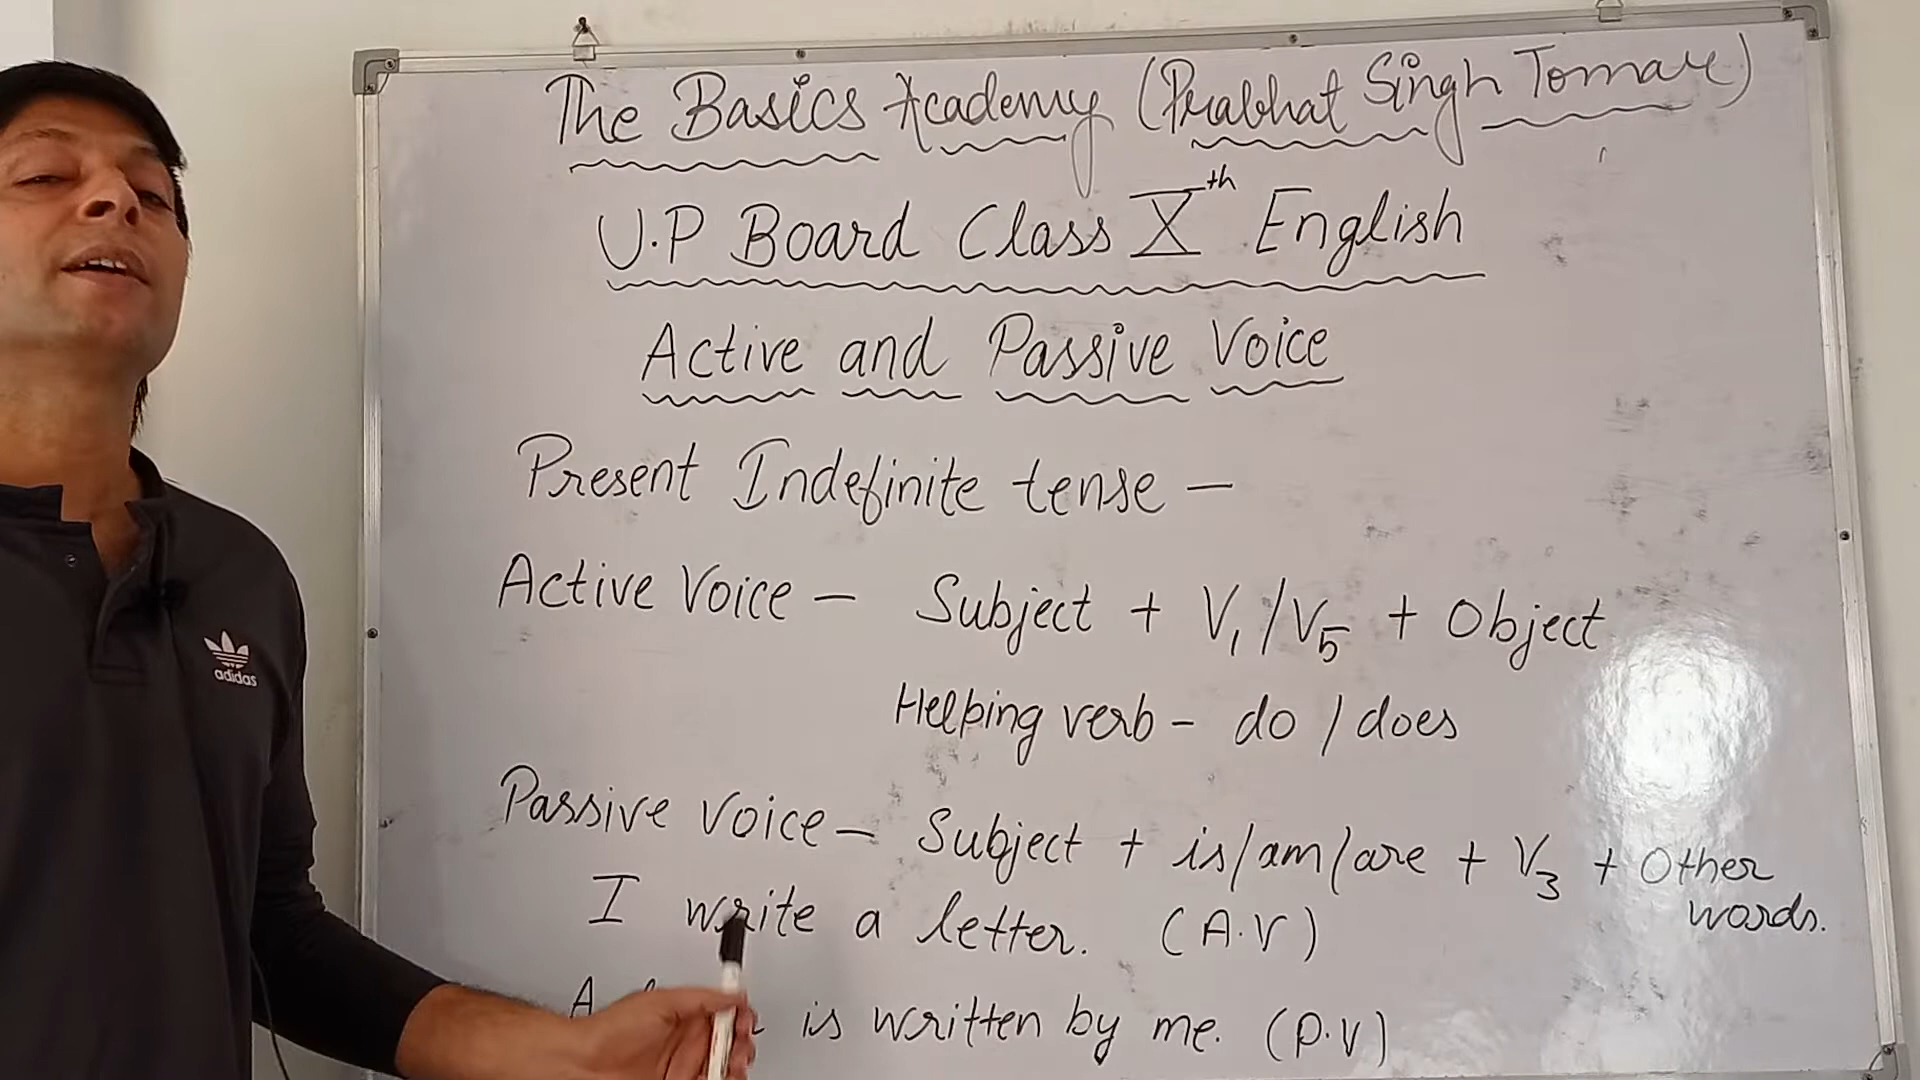 The Basics Academy (Prabhat Singh Tomar)
U.P Board Class Xth English
Active and Passive Voice
Present Indefinite tense –
Active Voice – Subject + V1/V5 + Object
Helping verb – do / does
Passive Voice – Subject + is/am/are + V3 + Other words.
I write a letter. (A.V)
A is written by me. (P.V)
adidas